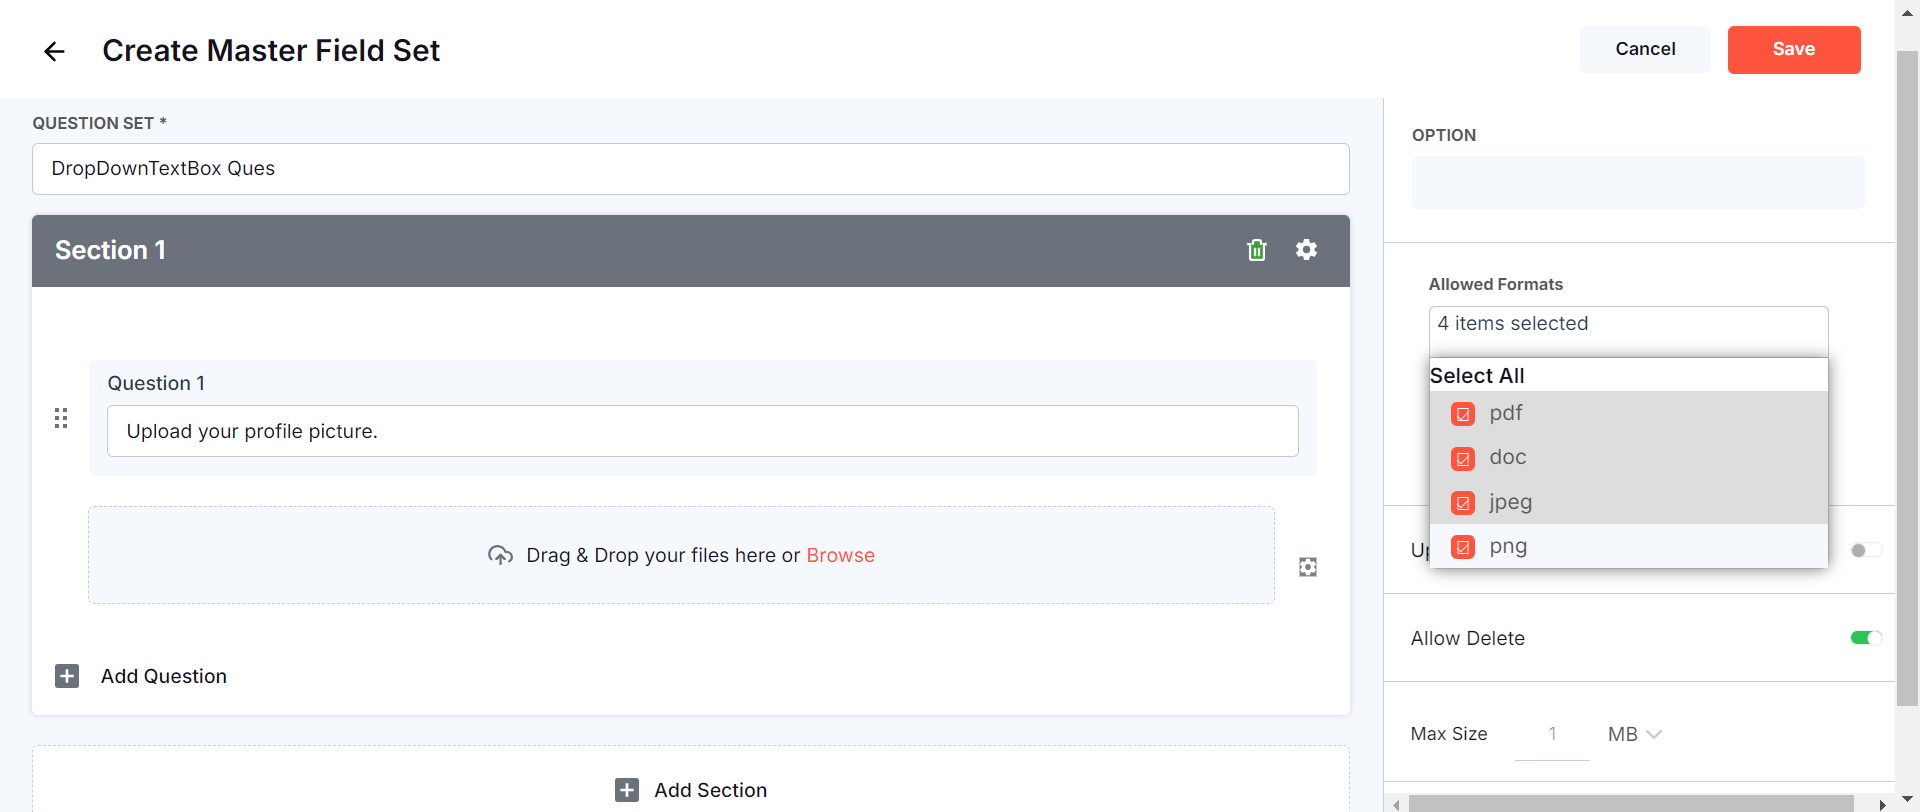 Create Master Field Set
Cancel
Save
QUESTION SET *
DropDownTextBox Ques
Section 1
Question 1
Upload your profile picture.
Drag & Drop your files here or Browse
Add Question
Add Section
OPTION
Allowed Formats
4 items selected
Select All
pdf
doc
jpeg
png
Allow Delete
Max Size 1 MB